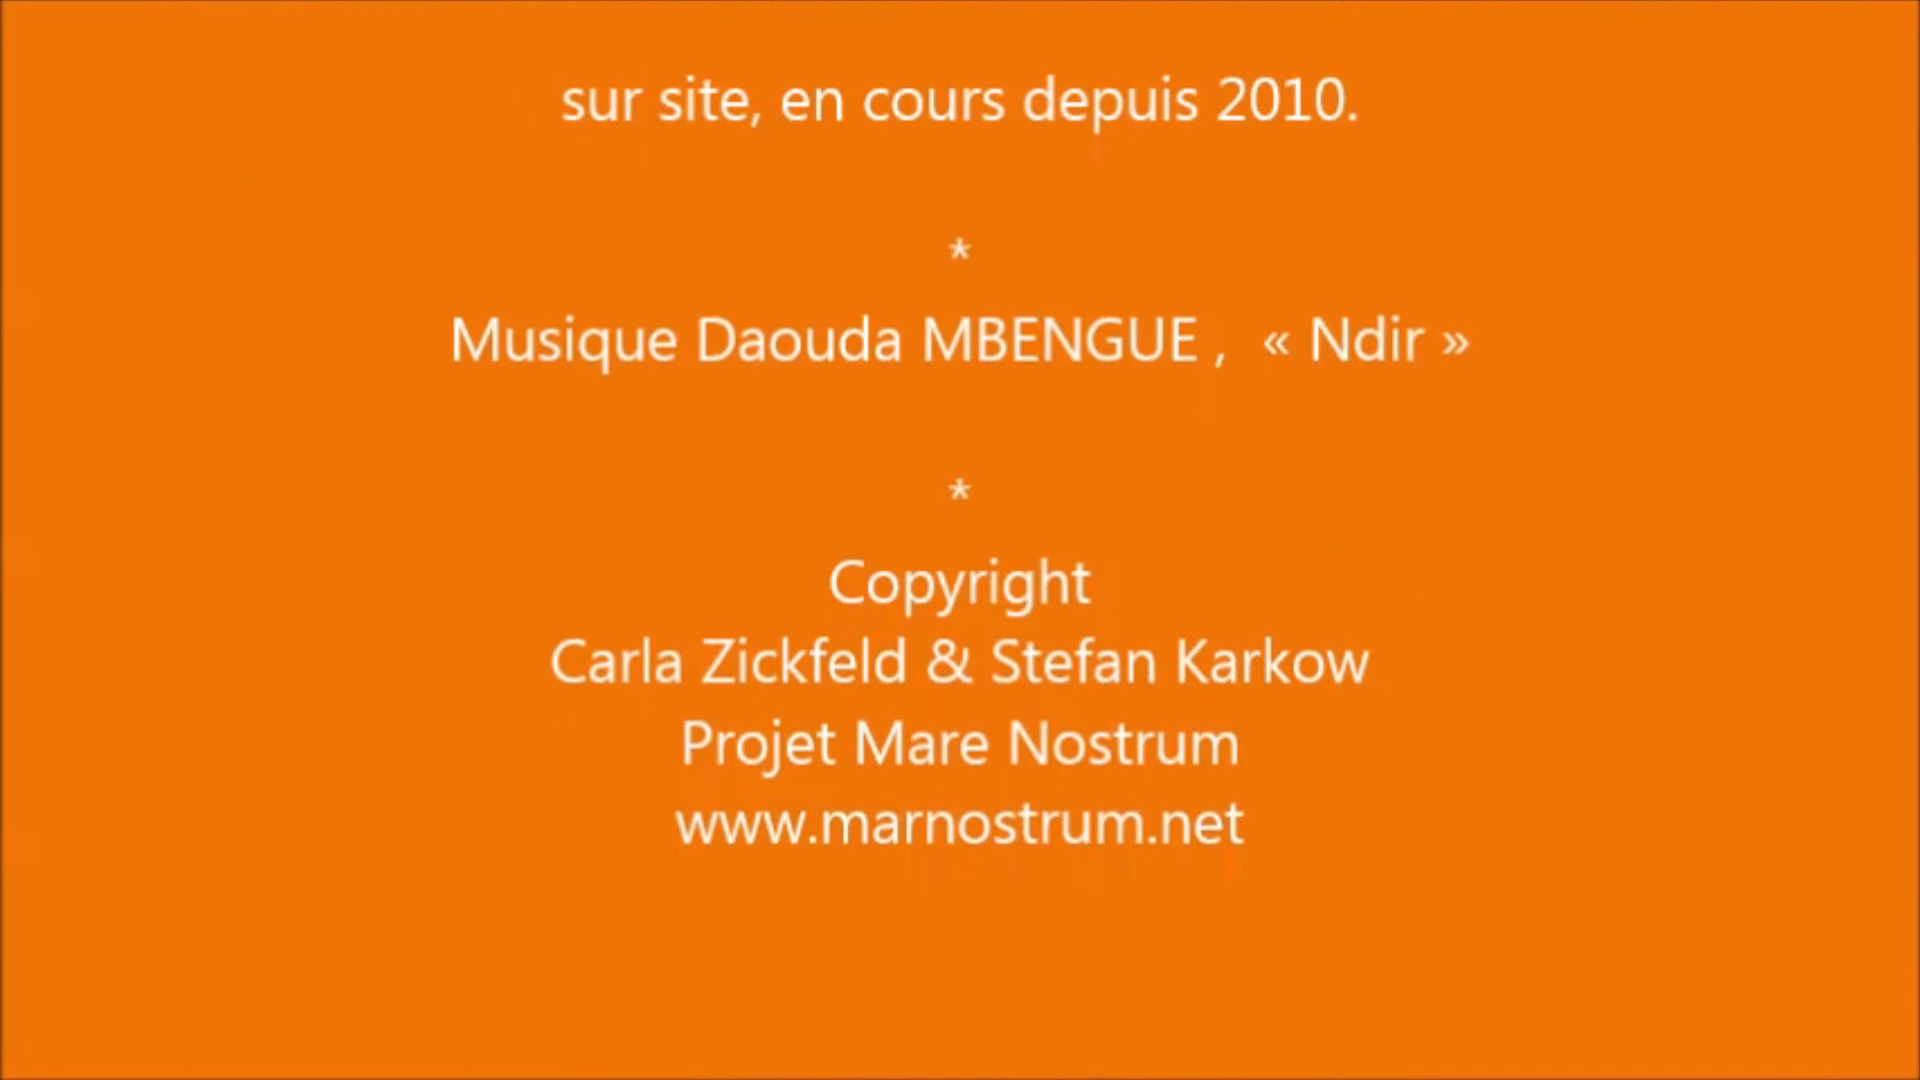 sur site, en cours depuis 2010.
*
Musique Daouda MBENGUE , « Ndir »
*
Copyright
Carla Zickfeld & Stefan Karkow
Projet Mare Nostrum
www.marnostrum.net